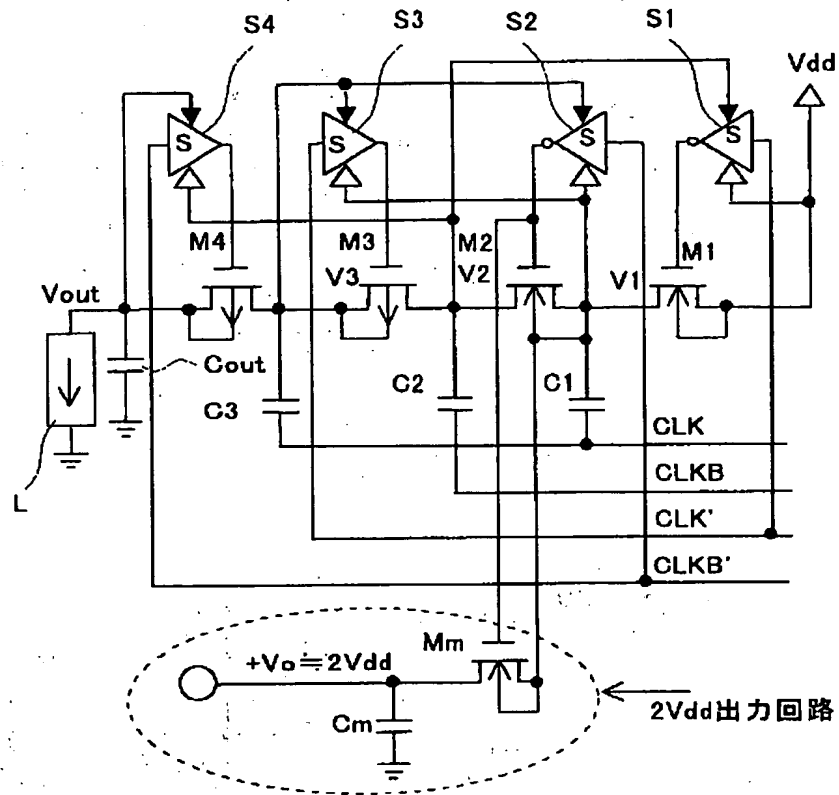 S4
S3
S2
S1
Vdd
S
S
S
S
M4
M3
M2
M1
Vout
V3
V2
V1
Cout
C3
C2
C1
CLK
CLKB
CLK'
CLKB'
L
+Vo≒2Vdd
Mm
Cm
2Vdd出力回路